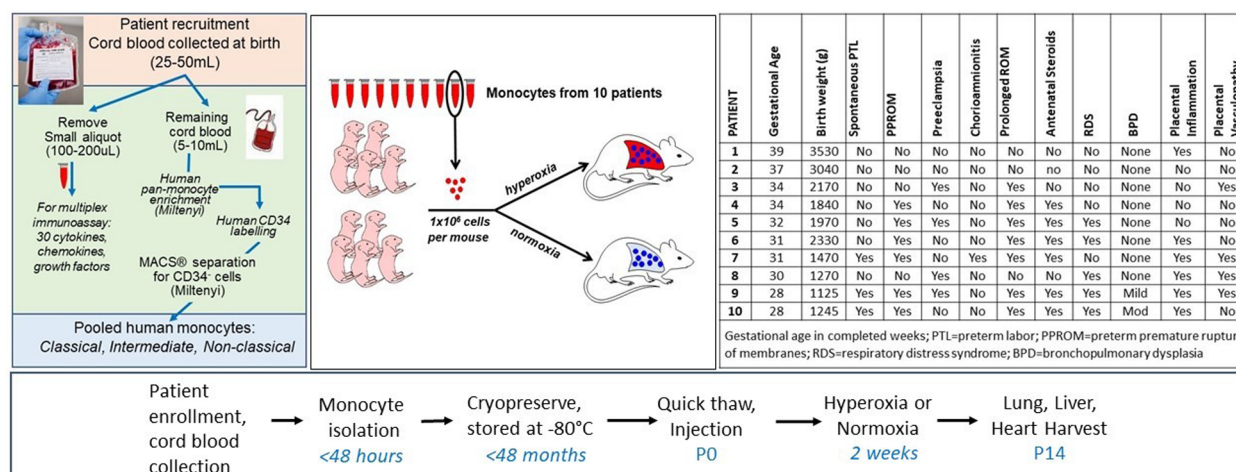 Patient recruitment
Cord blood collected at birth
(25-50mL)
Remove
Small aliquot
(100-200uL)
For multiplex
immunoassay:
30 cytokines,
chemokines,
growth factors
Remaining
cord blood
(5-10mL)
Human
pan-monocyte
enrichment
(Miltenyi)
Human CD34
labelling
MACS® separation
for CD34⁻ cells
(Miltenyi)
Pooled human monocytes:
Classical, Intermediate, Non-classical
Monocytes from 10 patients
1x10⁶ cells
per mouse
hyperoxia
normoxia
PATIENT Gestational Age Birth weight (g) Spontaneous PTL PPROM Preeclampsia Chorioamnionitis Prolonged ROM Antenatal Steroids RDS BPD Placental Inflammation Placental
1 39 3530 No No No No No No No None Yes No
2 37 3040 No No No No No no No None No No
3 34 2170 No No Yes No Yes No No None No Yes
4 34 1840 No Yes No No Yes Yes No None No No
5 32 1970 No Yes Yes No Yes Yes Yes None No No
6 31 2330 No Yes No No Yes Yes Yes None Yes No
7 31 1470 Yes Yes No Yes Yes Yes No None Yes Yes
8 30 1270 No No Yes No No No Yes None Yes Yes
9 28 1125 Yes Yes Yes No Yes Yes Yes Mild Yes Yes
10 28 1245 Yes Yes No No Yes Yes Yes Mod Yes No
Gestational age in completed weeks; PTL=preterm labor; PPROM=preterm premature ruptur
of membranes; RDS=respiratory distress syndrome; BPD=bronchopulmonary dysplasia
Patient
enrollment,
cord blood
collection
Monocyte
isolation
<48 hours
Cryopreserve,
stored at -80°C
<48 months
Quick thaw,
Injection
P0
Hyperoxia or
Normoxia
2 weeks
Lung, Liver,
Heart Harvest
P14